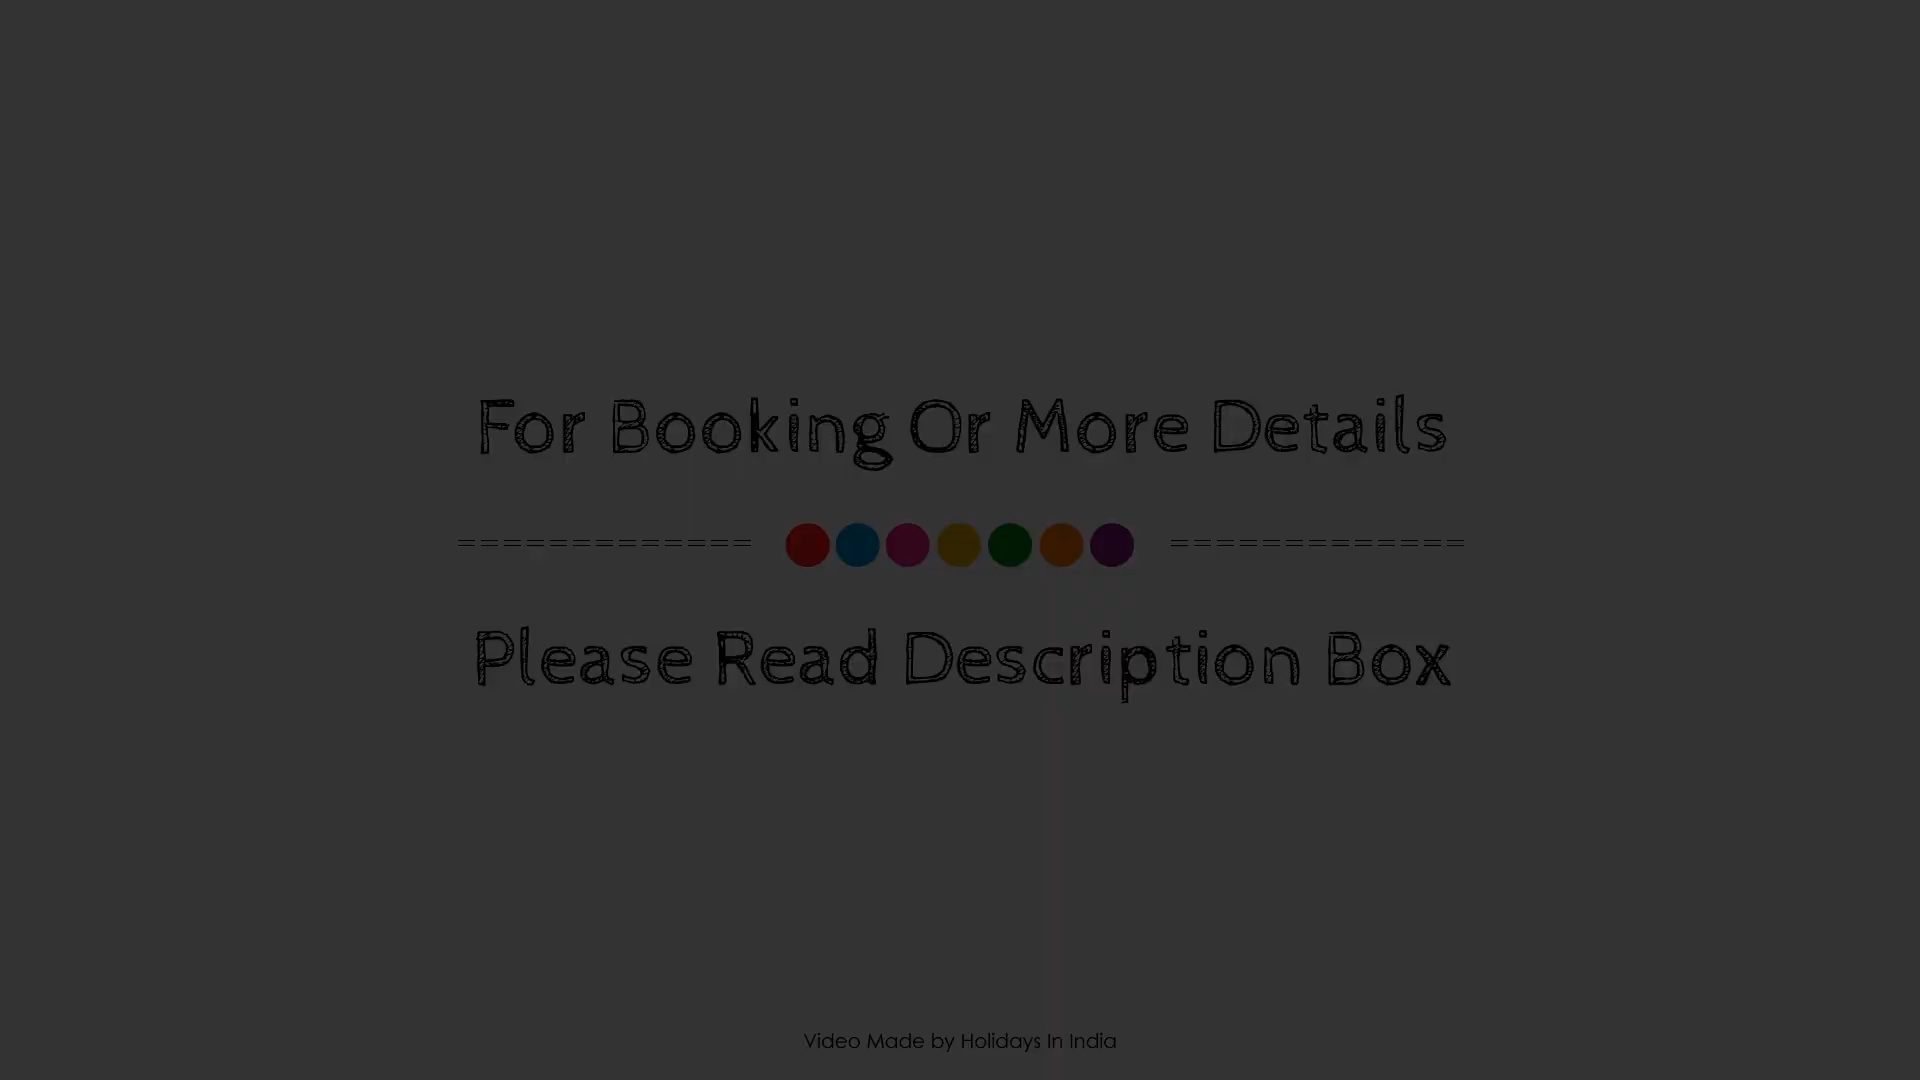 For Booking Or More Details
============= =============
Please Read Description Box
Video Made by Holidays In India